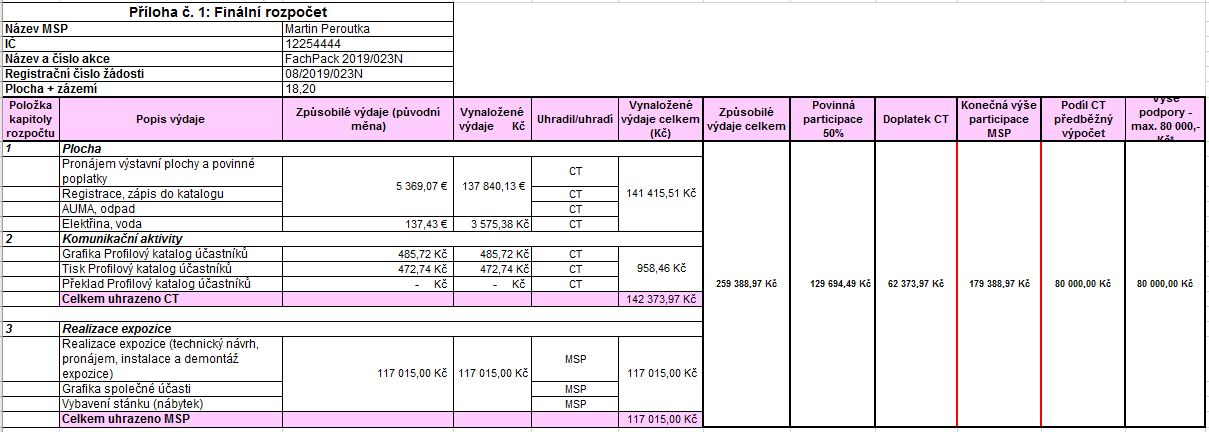 Příloha č. 1: Finální rozpočet
Název MSP Martin Peroutka
IČ 12254444
Název a číslo akce FachPack 2019/023N
Registrační číslo žádosti 08/2019/023N
Plocha + zázemí 18,20
Položka kapitoly rozpočtu Popis výdaje Způsobilé výdaje (původní měna) Vynaložené výdaje Kč Uhradil/uhradí Vynaložené výdaje celkem (Kč) Způsobilé výdaje celkem Povinná participace 50% Doplatek CT Konečná výše participace MSP Podíl CT předběžný výpočet Výše podpory - max. 80 000,- Kč*
1 Plocha
Pronájem výstavní plochy a povinné poplatky 5 369,07 € 137 840,13 € CT 141 415,51 Kč
Registrace, zápis do katalogu CT
AUMA, odpad CT
Elektřina, voda 137,43 € 3 575,38 Kč CT
2 Komunikační aktivity
Grafika Profilový katalog účastníků 485,72 Kč 485,72 Kč CT 958,46 Kč
Tisk Profilový katalog účastníků 472,74 Kč 472,74 Kč CT
Překlad Profilový katalog účastníků - Kč - Kč CT
Celkem uhrazeno CT 142 373,97 Kč
259 388,97 Kč 129 694,49 Kč 62 373,97 Kč 179 388,97 Kč 80 000,00 Kč 80 000,00 Kč
3 Realizace expozice
Realizace expozice (technický návrh, pronájem, instalace a demontáž expozice) 117 015,00 Kč 117 015,00 Kč MSP 117 015,00 Kč
Grafika společné účasti MSP
Vybavení stánku (nábytek) MSP
Celkem uhrazeno MSP 117 015,00 Kč